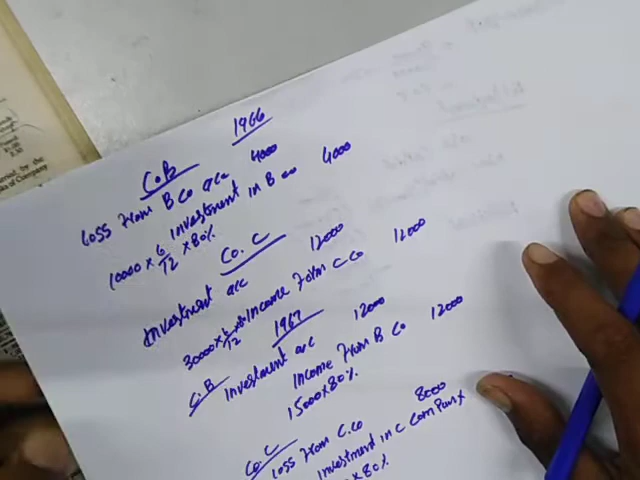 1966
Co.B
Loss From B Co a/c 4000
Investment in B co 4000
10000 × 6/12 × 80%
Co. C
Investment a/c 12000
Income Form C. Co 12000
30000 × 6/12
1967
Co. B
Investment a/c 12000
Income From B Co 12000
15000 × 80%
Co. C
Loss From C.Co 8000
Investment in C Company
× 80%